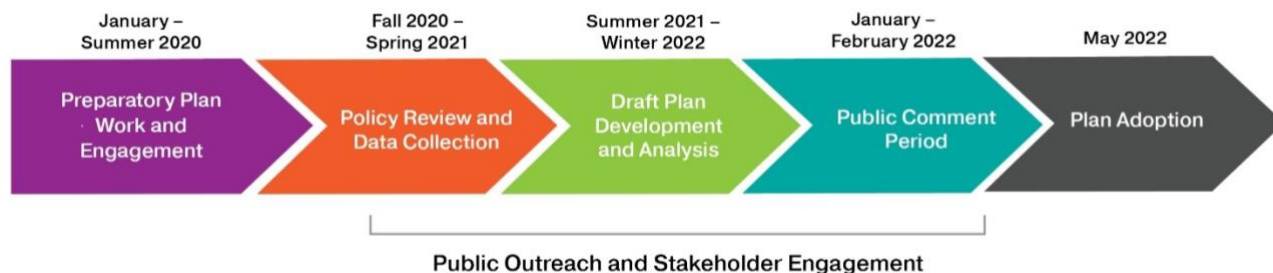 January –
Summer 2020
Fall 2020 –
Spring 2021
Summer 2021 –
Winter 2022
January –
February 2022
May 2022
Preparatory Plan
Work and
Engagement
Policy Review and
Data Collection
Draft Plan
Development
and Analysis
Public Comment
Period
Plan Adoption
Public Outreach and Stakeholder Engagement